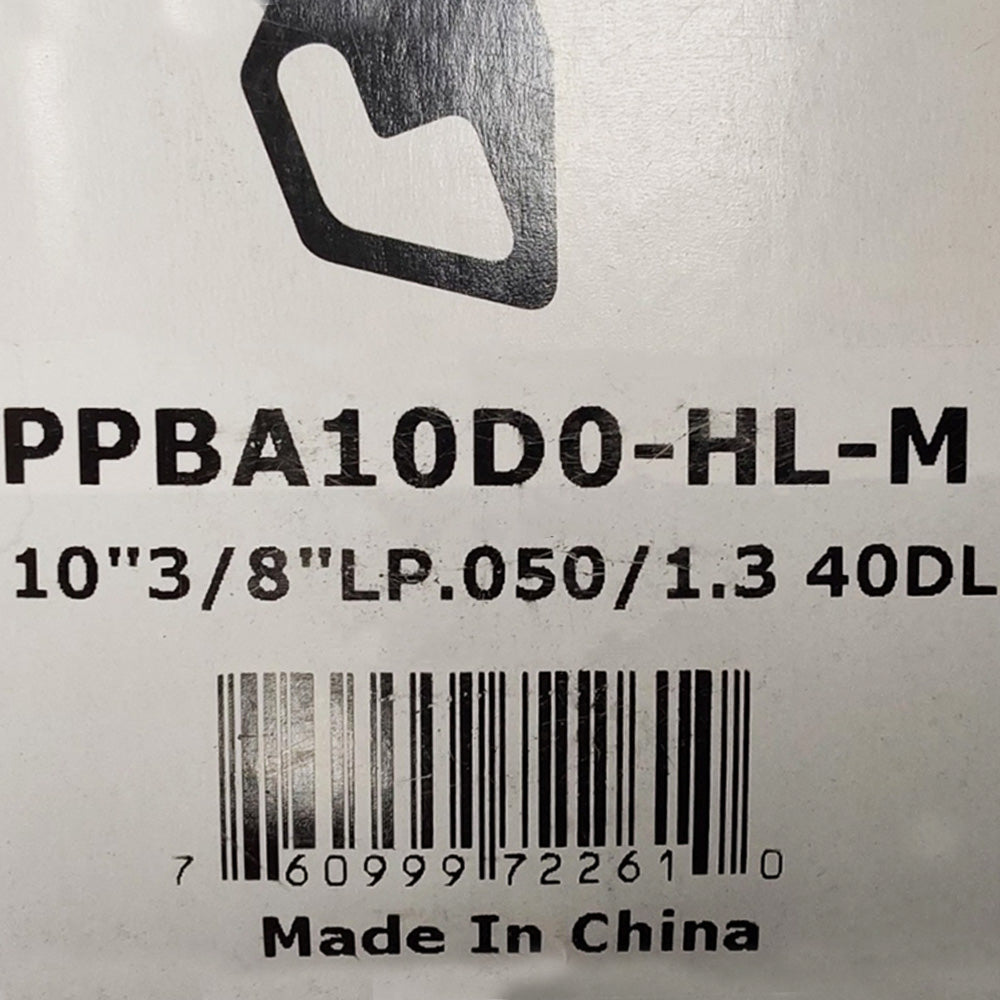 PPBA10D0-HL-M
10"3/8"LP.050/1.3 40DL
7 60999 72261 0
Made In China